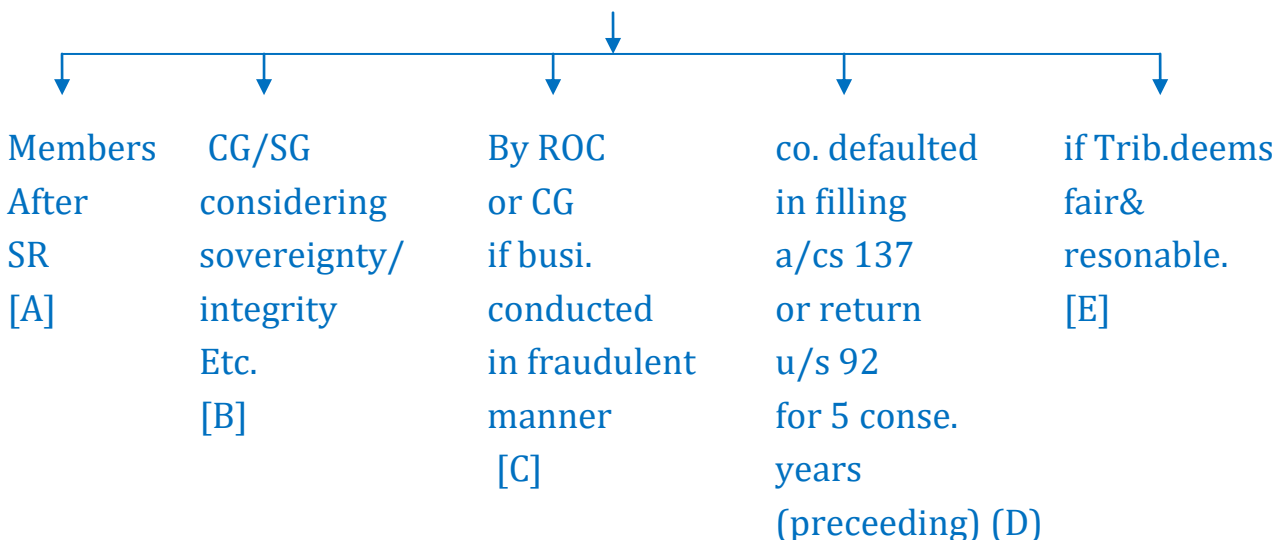 Members
After
SR
[A]
CG/SG
considering
sovereignty/
integrity
Etc.
[B]
By ROC
or CG
if busi.
conducted
in fraudulent
manner
[C]
co. defaulted
in filling
a/cs 137
or return
u/s 92
for 5 conse.
years
(preceeding) (D)
if Trib.deems
fair&
resonable.
[E]